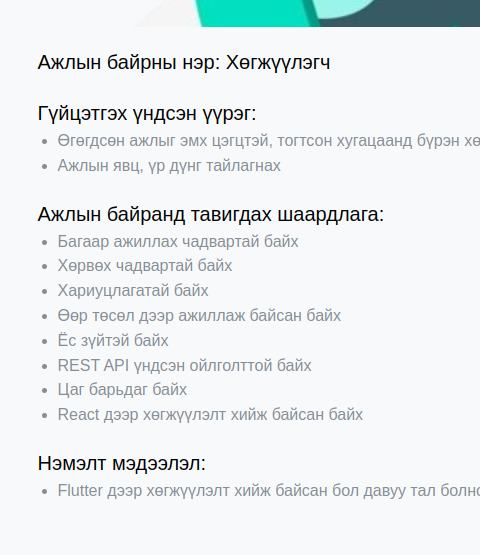 Ажлын байрны нэр: Хөгжүүлэгч
Гүйцэтгэх үндсэн үүрэг:
Өгөгдсөн ажлыг эмх цэгцтэй, тогтсон хугацаанд бүрэн
Ажлын явц, үр дүнг тайлагнах
Ажлын байранд тавигдах шаардлага:
Багаар ажиллах чадвартай байх
Хөрвөх чадвартай байх
Хариуцлагатай байх
Өөр төсөл дээр ажиллаж байсан байх
Ёс зүйтэй байх
REST API үндсэн ойлголттой байх
Цаг барьдаг байх
React дээр хөгжүүлэлт хийж байсан байх
Нэмэлт мэдээлэл:
Flutter дээр хөгжүүлэлт хийж байсан бол давуу тал